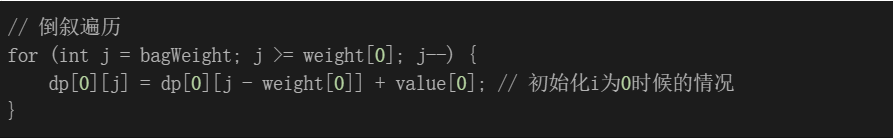 // 倒叙遍历
for (int j = bagWeight; j >= weight[0]; j--) {
    dp[0][j] = dp[0][j - weight[0]] + value[0]; // 初始化i为0时候的情况
}